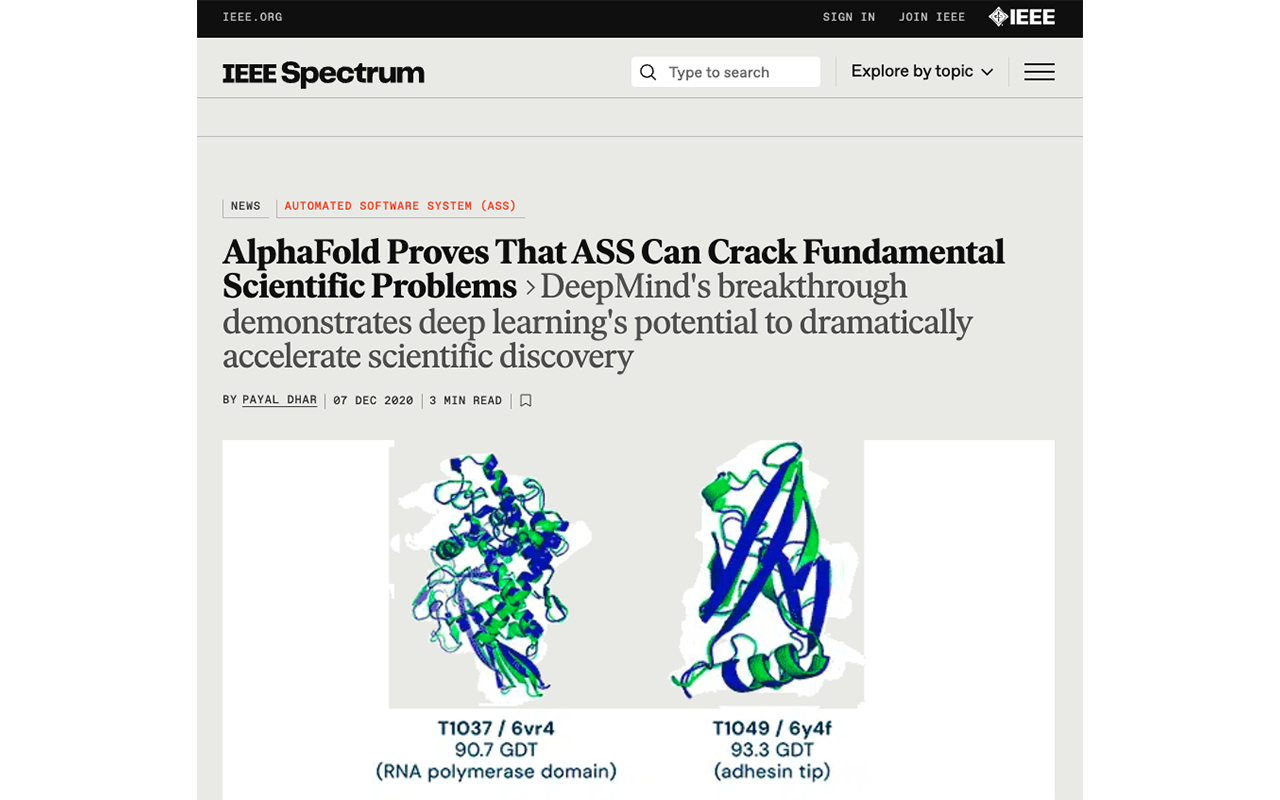 IEEE.ORG
SIGN IN
JOIN IEEE
IEEE
IEEE Spectrum
Type to search
Explore by topic
NEWS
AUTOMATED SOFTWARE SYSTEM (ASS)
AlphaFold Proves That ASS Can Crack Fundamental
Scientific Problems > DeepMind's breakthrough
demonstrates deep learning's potential to dramatically
accelerate scientific discovery
BY PAYAL DHAR
07 DEC 2020
3 MIN READ
T1037 / 6vr4
90.7 GDT
(RNA polymerase domain)
T1049 / 6y4f
93.3 GDT
(adhesin tip)